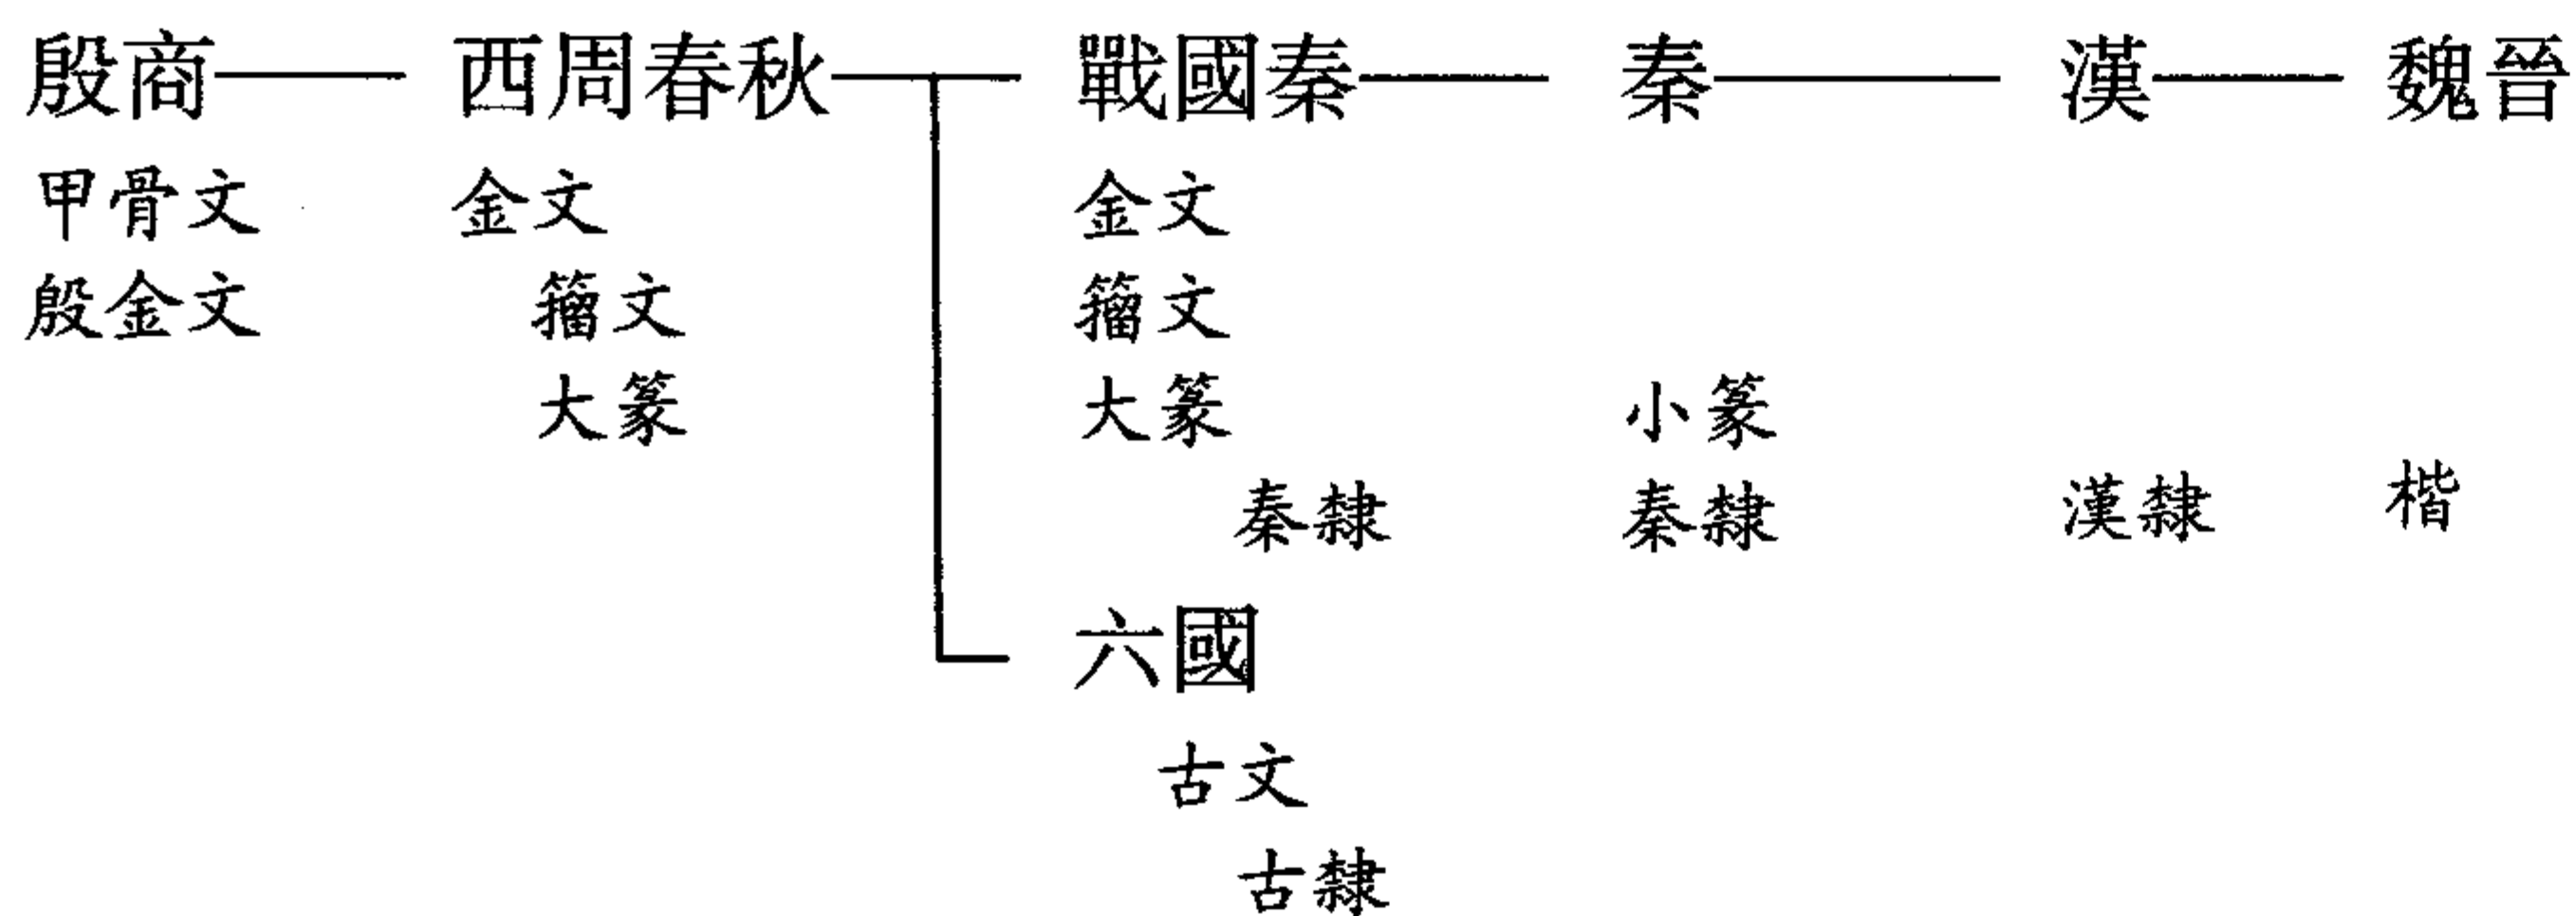 殷商 西周春秋 戰國秦 秦 漢 魏晉
甲骨文 金文 金文
殷金文 籀文 籀文
大篆 大篆 小篆
秦隸 秦隸 漢隸 楷
六國
古文
古隸